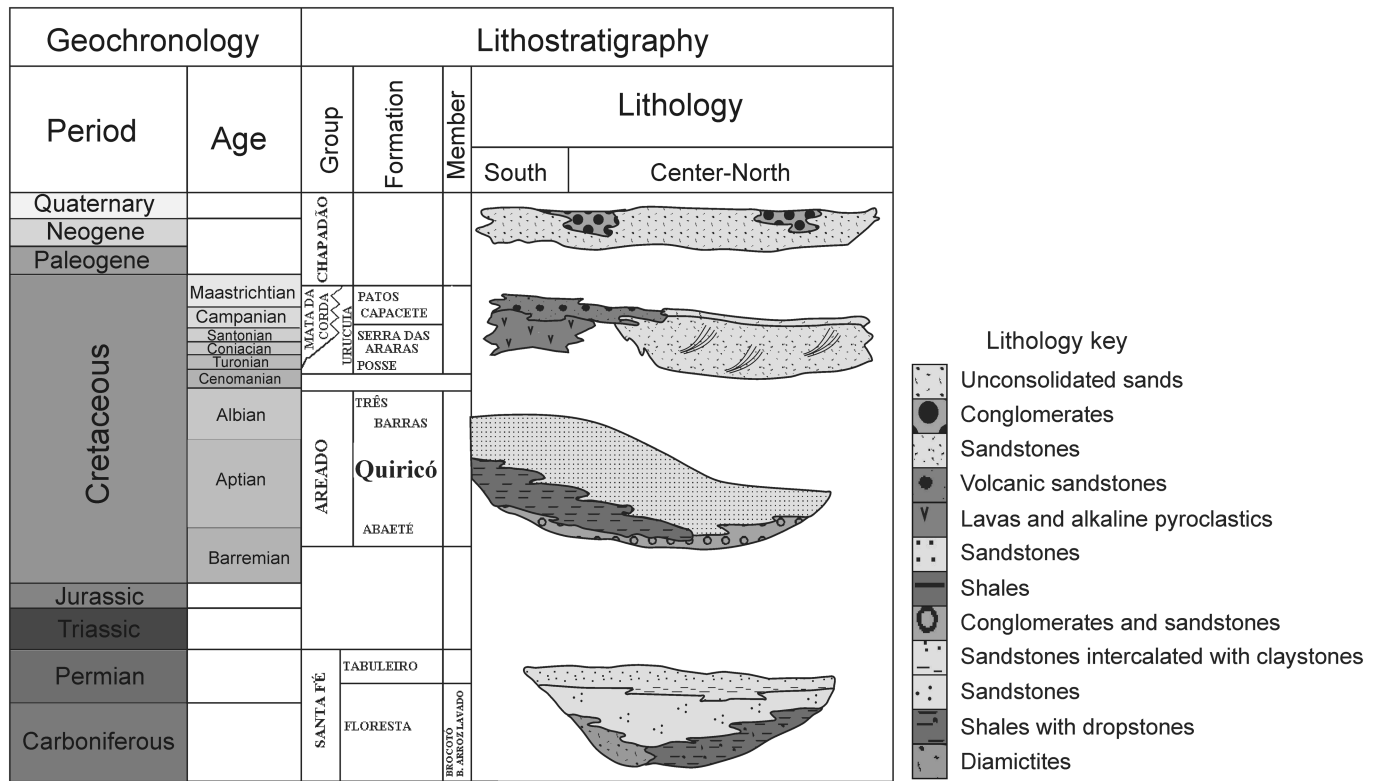 Geochronology
Lithostratigraphy
Period
Age
Group
Formation
Member
Lithology
South
Center-North
Quaternary
Neogene
Paleogene
Cretaceous
Maastrichtian
Campanian
Santonian
Coniacian
Turonian
Cenomanian
Albian
Aptian
Barremian
Jurassic
Triassic
Permian
Carboniferous
CHAPADÃO
MATA DA
CORDA
URUCUIA
PATOS
CAPACETE
SERRA DAS
ARARAS
POSSE
AREADO
TRÊS
BARRAS
Quiricó
ABAETÉ
SANTA FÉ
TABULEIRO
FLORESTA
BROCOTÓ
B. ARROZ LAVADO
Lithology key
Unconsolidated sands
Conglomerates
Sandstones
Volcanic sandstones
Lavas and alkaline pyroclastics
Sandstones
Shales
Conglomerates and sandstones
Sandstones intercalated with claystones
Sandstones
Shales with dropstones
Diamictites